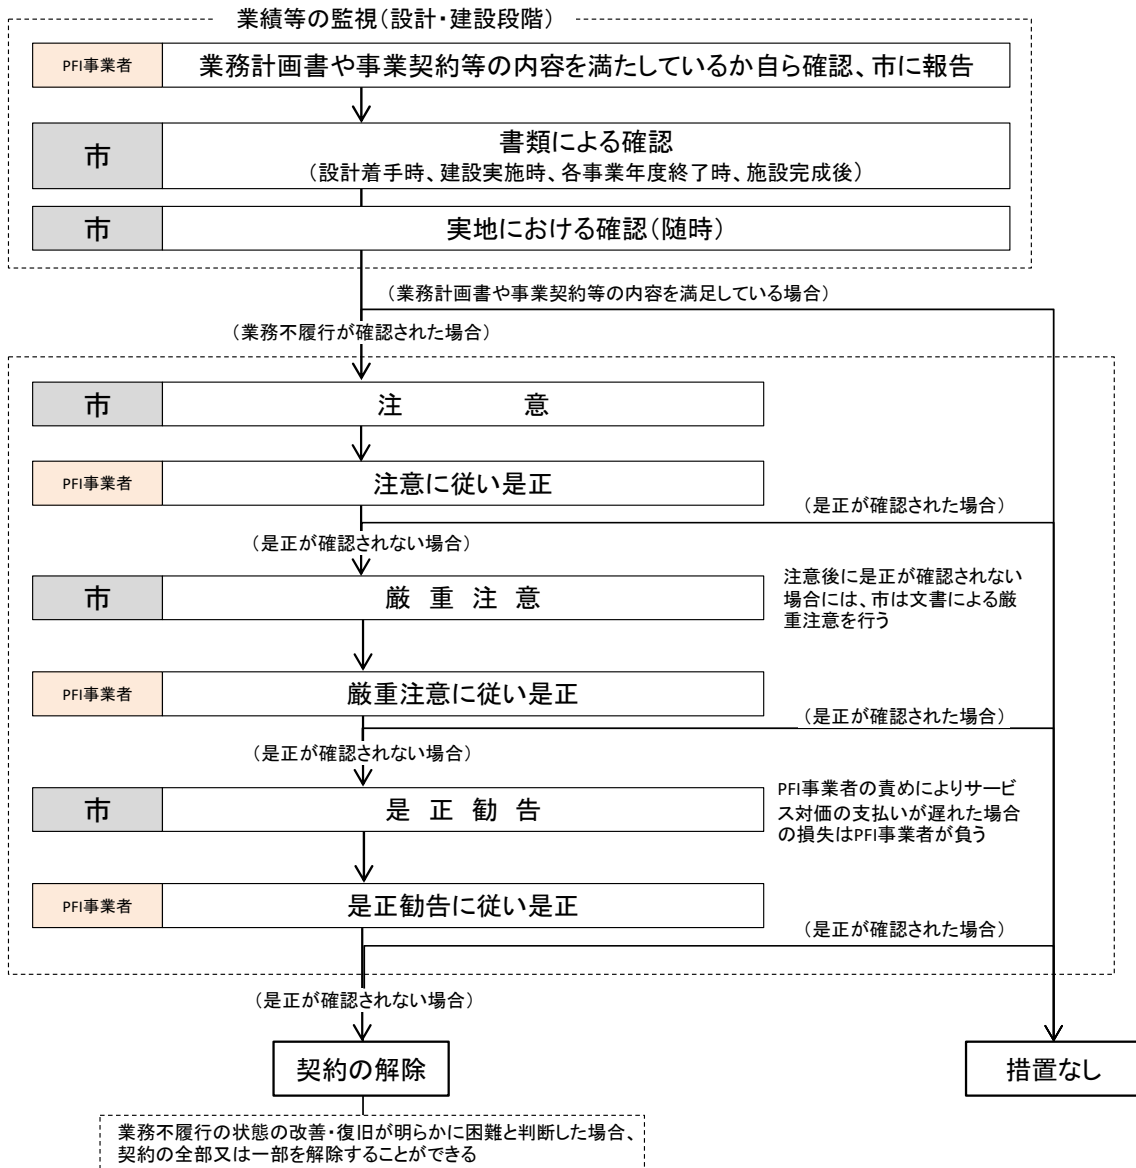 業績等の監視(設計・建設段階)
PFI事業者
業務計画書や事業契約等の内容を満たしているか自ら確認、市に報告
市
書類による確認
(設計着手時、建設実施時、各事業年度終了時、施設完成後)
市
実地における確認(随時)
(業務計画書や事業契約等の内容を満足している場合)
(業務不履行が確認された場合)
市
注 意
PFI事業者
注意に従い是正
(是正が確認された場合)
(是正が確認されない場合)
市
厳 重 注 意
注意後に是正が確認されない
場合には、市は文書による厳
重注意を行う
PFI事業者
厳重注意に従い是正
(是正が確認された場合)
(是正が確認されない場合)
市
是 正 勧 告
PFI事業者の責めによりサービ
ス対価の支払いが遅れた場合
の損失はPFI事業者が負う
PFI事業者
是正勧告に従い是正
(是正が確認された場合)
(是正が確認されない場合)
契約の解除
措置なし
業務不履行の状態の改善・復旧が明らかに困難と判断した場合、
契約の全部又は一部を解除することができる